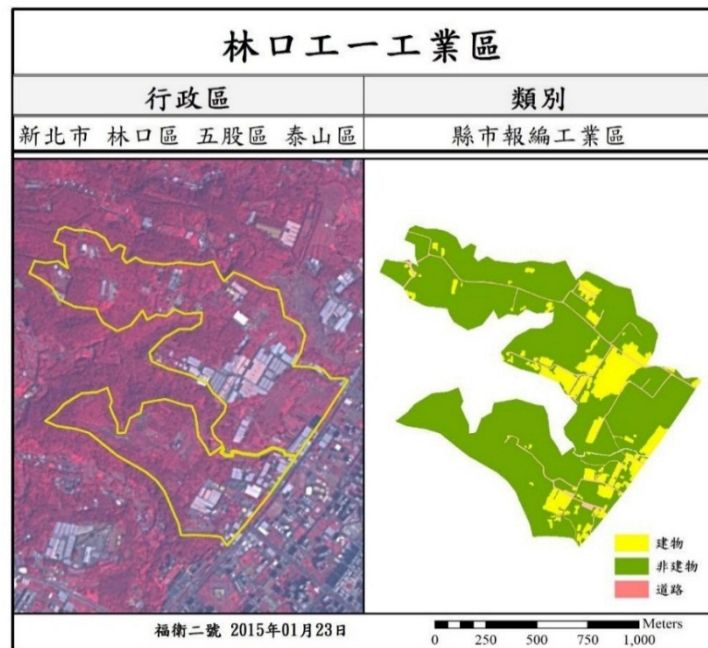 林口工一工業區
行政區
類別
新北市 林口區 五股區 泰山區
縣市報編工業區
建物
非建物
道路
福衛二號 2015年01月23日
Meters
0 250 500 750 1,000